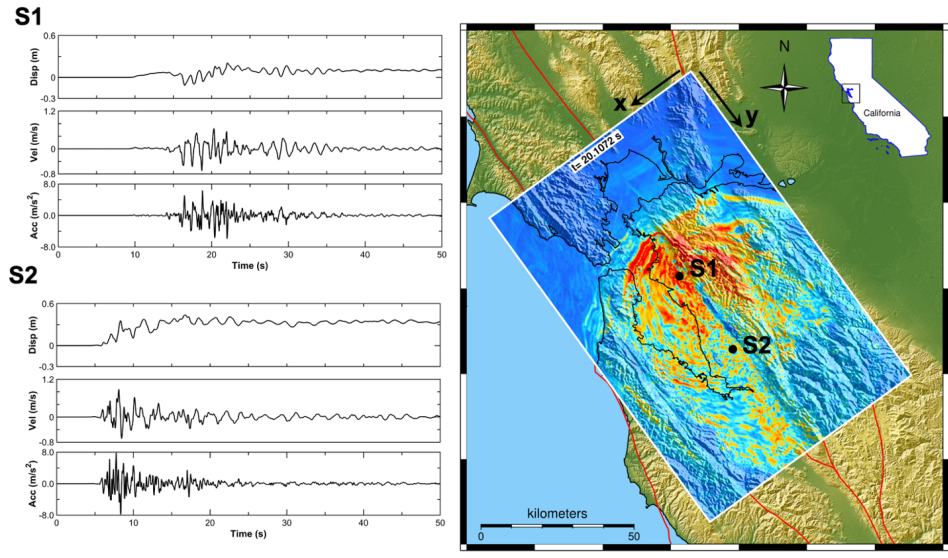 S1
Disp (m)
0.6
0
-0.3
Vel (m/s)
1.2
0
-0.8
Acc (m/s²)
8.0
0.0
-8.0
0 10 20 30 40 50
Time (s)
S2
Disp (m)
0.6
0
-0.3
Vel (m/s)
1.2
0
-0.8
Acc (m/s²)
8.0
0.0
-8.0
0 10 20 30 40 50
Time (s)
N
California
x
y
t= 20.1072 s
S1
S2
kilometers
0 50